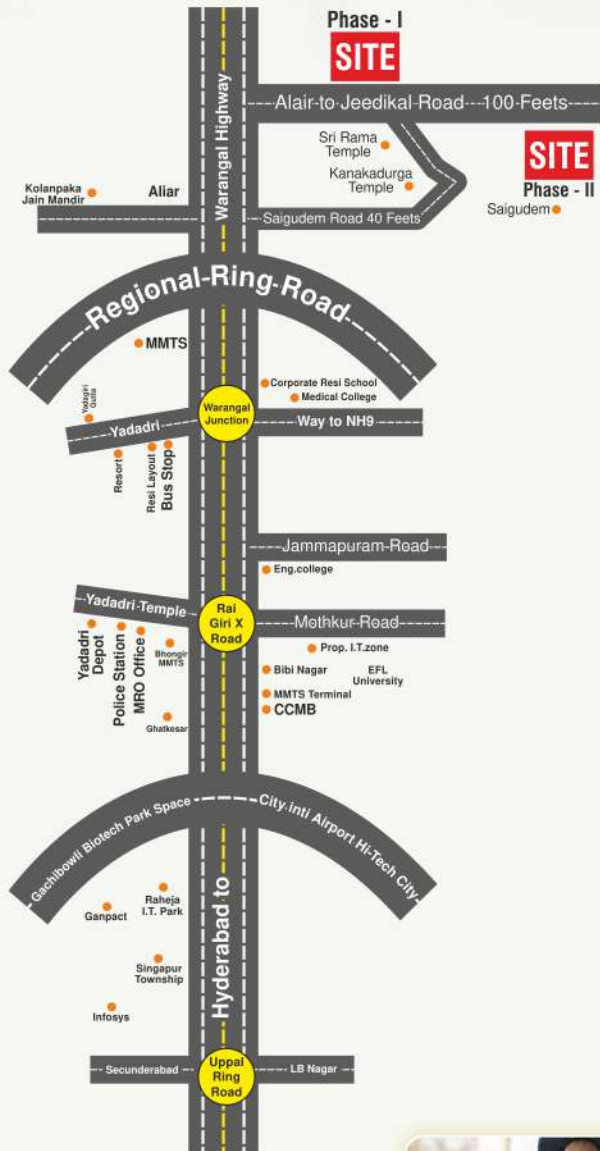 Phase - I
SITE
Alair to Jeedikal Road 100 Feets
Warangal Highway
Sri Rama
Temple
Kanakadurga
Temple
SITE
Phase - II
Saigudem
Kolanpaka
Jain Mandir
Aliar
Saigudem Road 40 Feets
Regional Ring Road
MMTS
Corporate Resi School
Medical College
Yadagiri
Gutta
Warangal
Junction
Yadadri
Way to NH9
Resort
Resi Layout
Bus Stop
Jammapuram Road
Eng.college
Yadadri Temple
Rai
Giri X
Road
Mothkur Road
Yadadri
Depot
Police Station
MRO Office
Bhongir
MMTS
Prop. I.T.zone
Bibi Nagar
EFL
University
MMTS Terminal
CCMB
Ghatkesar
Gachibowli Biotech Park Space
City inti Airport Hi-Tech City
Hyderabad to
Raheja
I.T. Park
Ganpact
Singapur
Township
Infosys
Secunderabad
Uppal
Ring
Road
LB Nagar